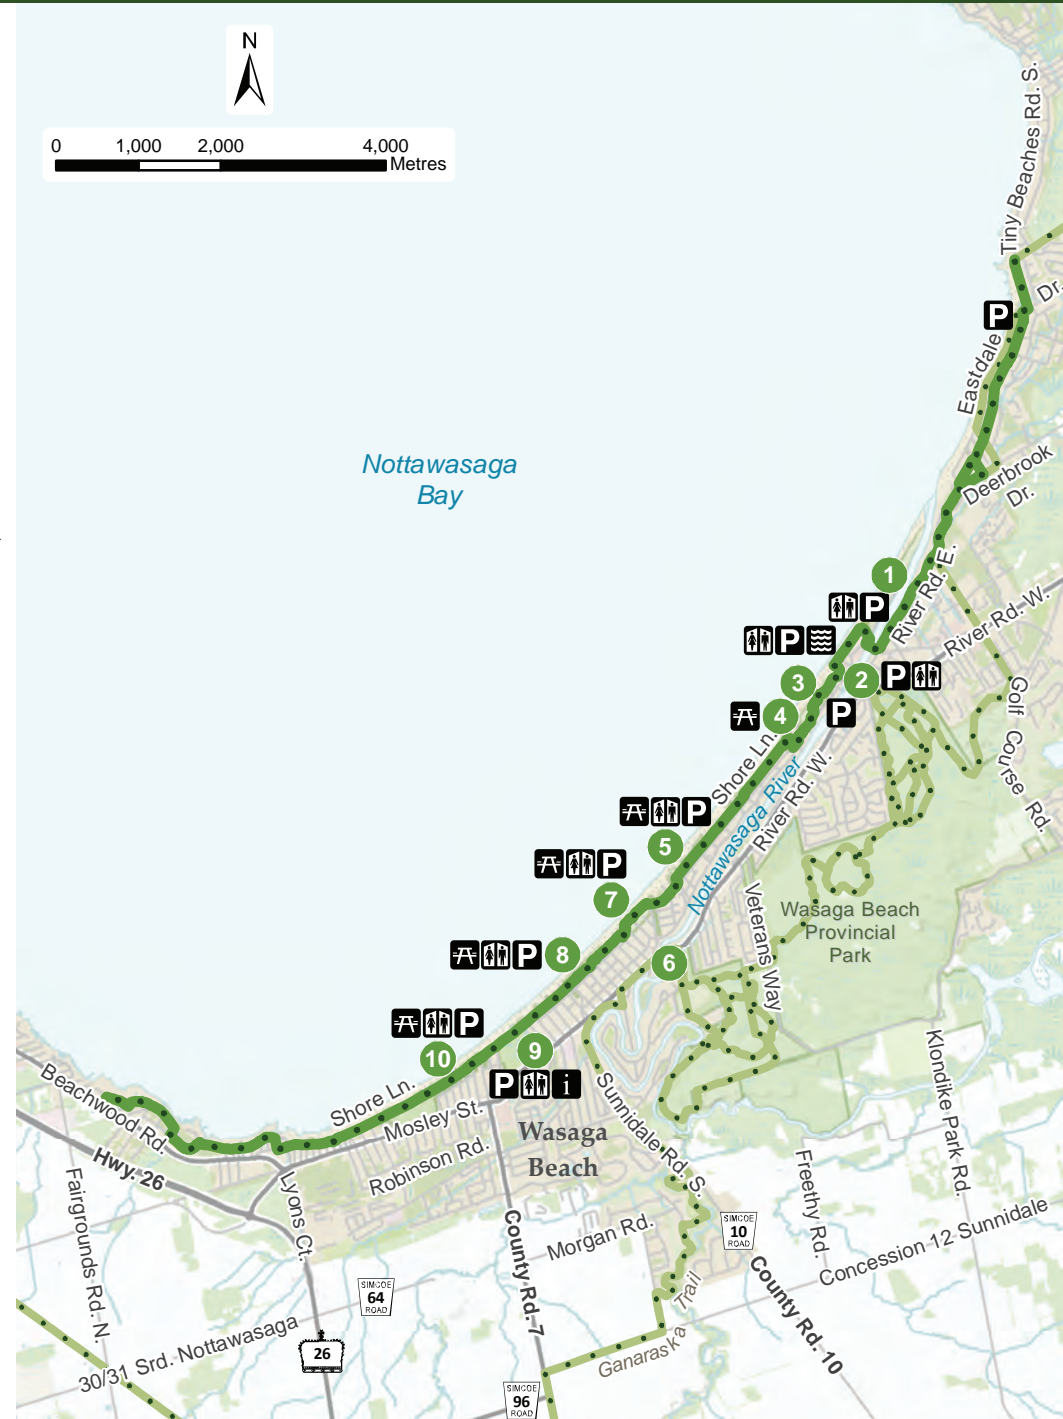 N
0 1,000 2,000 4,000
Metres
Tiny Beaches Rd. S.
Dr.
P
Eastdale
Nottawasaga
Bay
Deerbrook
Dr.
1
River Rd. E.
P
River Rd. W.
P
3
2
P
4
P
Golf Course Rd.
Shore Ln.
Nottawasaga River
River Rd. W.
P
5
P
7
Veterans Way
Wasaga Beach
Provincial
Park
P
8
6
P
10
9
P i
Klondike Park Rd.
Beachwood Rd.
Shore Ln.
Mosley St.
Sunnidale Rd. S.
Wasaga
Beach
Hwy. 26
Robinson Rd.
Fairgrounds Rd. N.
Lyons Ct.
Freethy Rd.
County Rd. 7
Morgan Rd.
SIMCOE
10
ROAD
Concession 12 Sunnidale
County Rd. 10
SIMCOE
64
ROAD
30/31 Srd. Nottawasaga
26
Ganaraska Trail
SIMCOE
96
ROAD